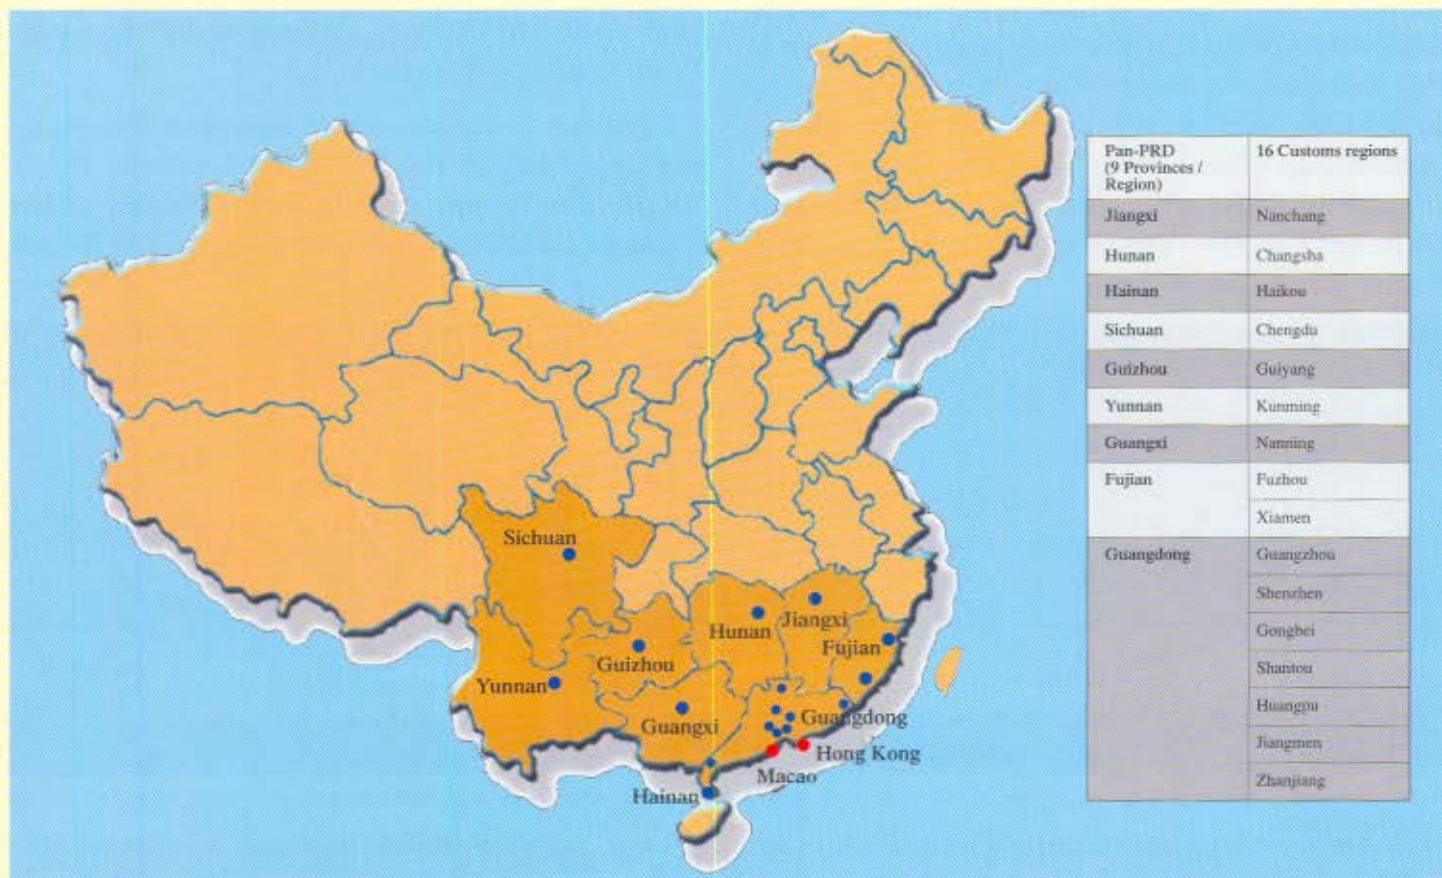 Pan-PRD
(9 Provinces /
Region)
16 Customs regions
Jiangxi
Nanchang
Hunan
Changsha
Hainan
Haikou
Sichuan
Chengdu
Guizhou
Guiyang
Yunnan
Kunming
Guangxi
Nanning
Fujian
Fuzhou
Xiamen
Guangdong
Guangzhou
Shenzhen
Gongbei
Shantou
Huangpu
Jiangmen
Zhanjiang
Sichuan
Hunan
Jiangxi
Fujian
Guizhou
Yunnan
Guangxi
Guangdong
Hong Kong
Macao
Hainan